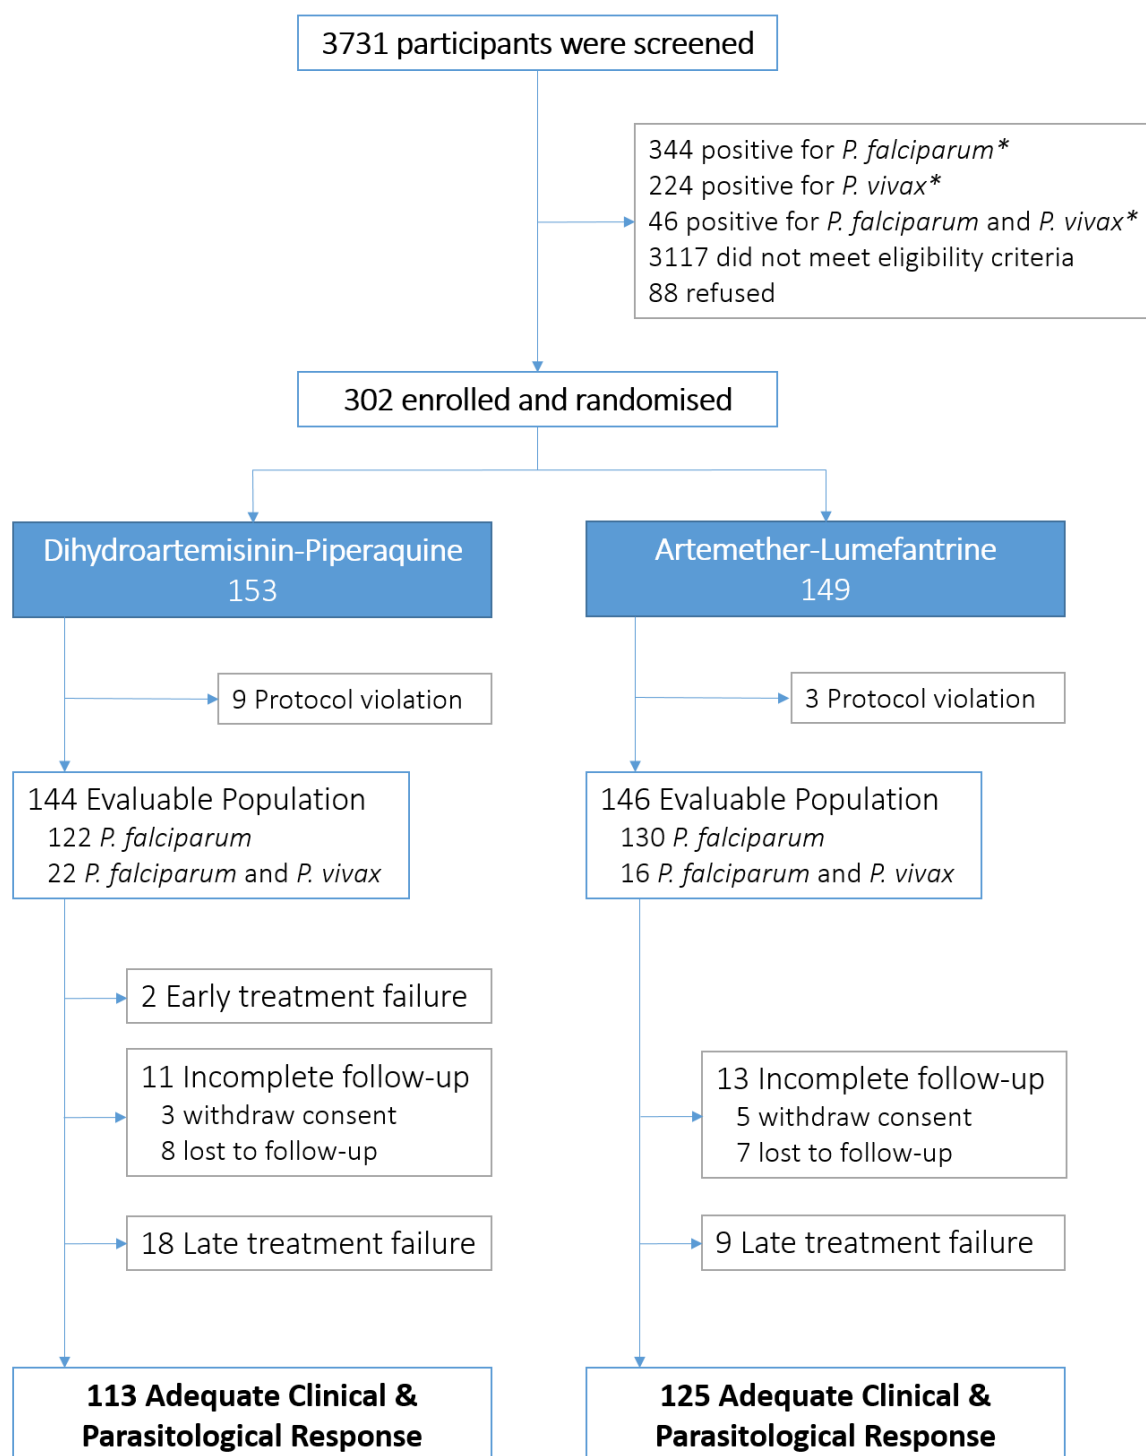 3731 participants were screened
344 positive for P. falciparum*
224 positive for P. vivax*
46 positive for P. falciparum and P. vivax*
3117 did not meet eligibility criteria
88 refused
302 enrolled and randomised
Dihydroartemisinin-Piperaquine
153
9 Protocol violation
144 Evaluable Population
122 P. falciparum
22 P. falciparum and P. vivax
2 Early treatment failure
11 Incomplete follow-up
3 withdraw consent
8 lost to follow-up
18 Late treatment failure
113 Adequate Clinical &
Parasitological Response
Artemether-Lumefantrine
149
3 Protocol violation
146 Evaluable Population
130 P. falciparum
16 P. falciparum and P. vivax
13 Incomplete follow-up
5 withdraw consent
7 lost to follow-up
9 Late treatment failure
125 Adequate Clinical &
Parasitological Response